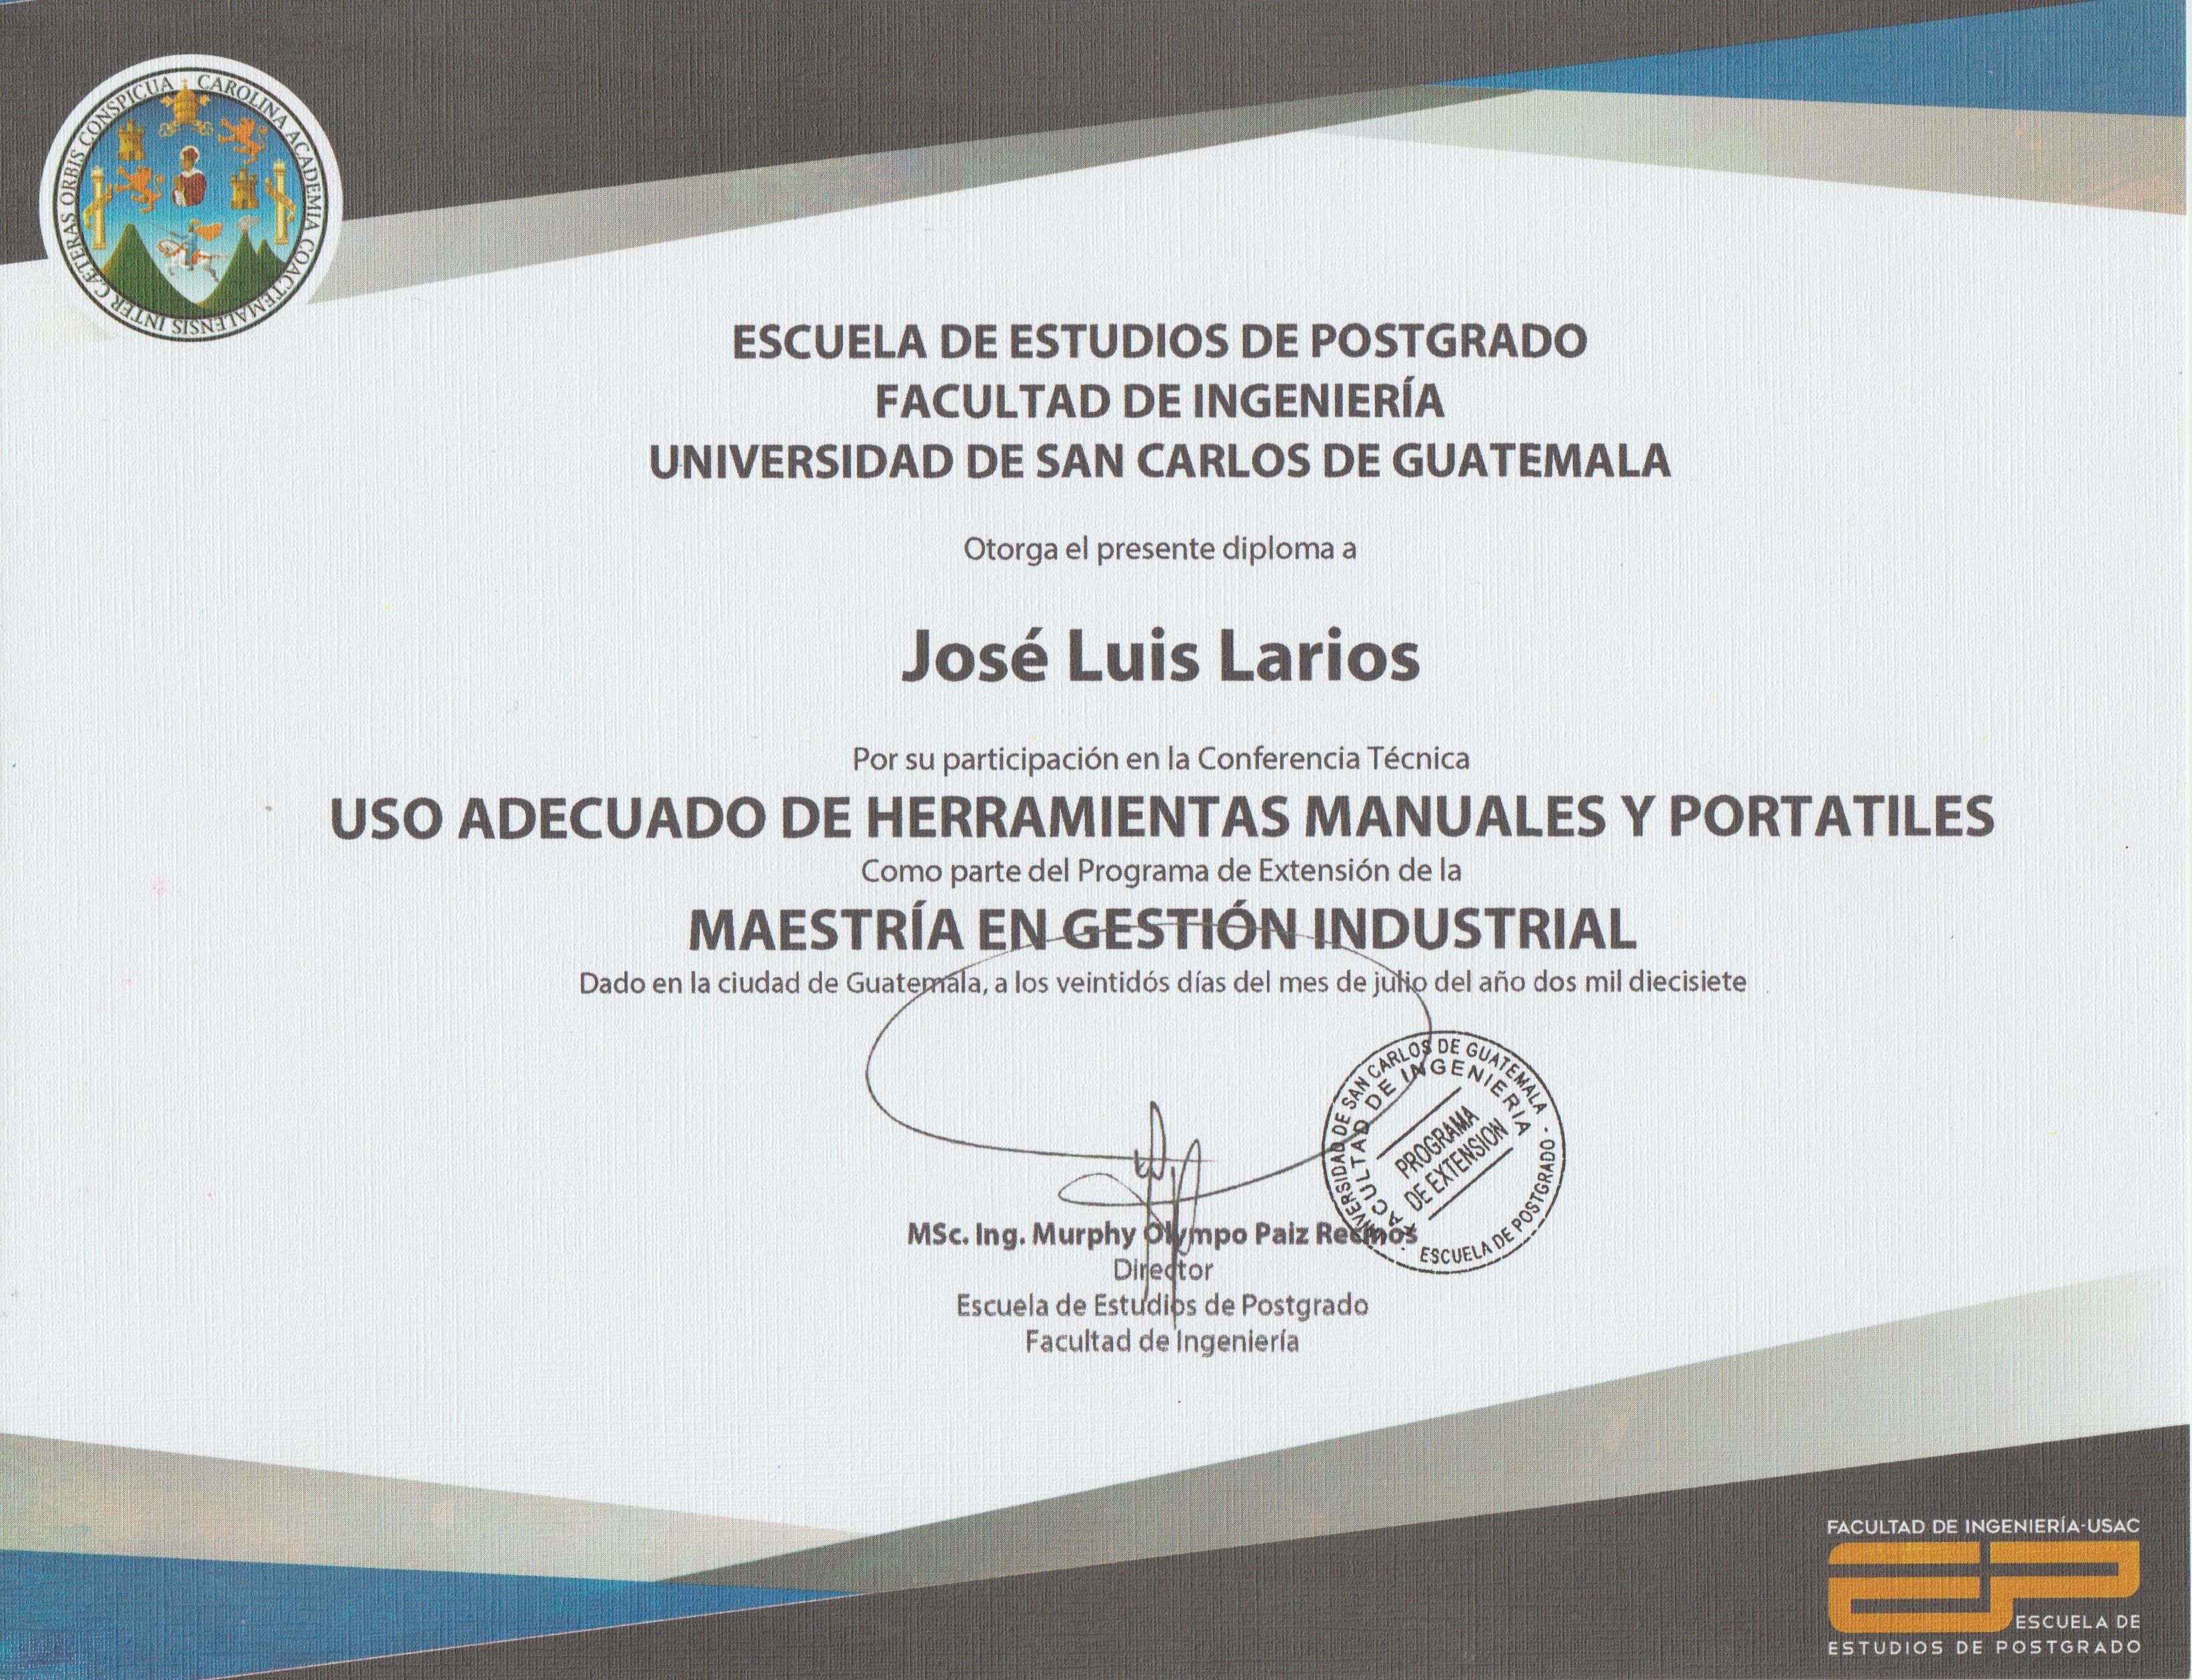 CAROLINA ACADEMIA COACTEMALENSIS INTER CÆTERAS ORBIS CONSPICUA
ESCUELA DE ESTUDIOS DE POSTGRADO
FACULTAD DE INGENIERÍA
UNIVERSIDAD DE SAN CARLOS DE GUATEMALA
Otorga el presente diploma a
José Luis Larios
Por su participación en la Conferencia Técnica
USO ADECUADO DE HERRAMIENTAS MANUALES Y PORTATILES
Como parte del Programa de Extensión de la
MAESTRÍA EN GESTIÓN INDUSTRIAL
Dado en la ciudad de Guatemala, a los veintidós días del mes de julio del año dos mil diecisiete
UNIVERSIDAD DE SAN CARLOS DE GUATEMALA -
FACULTAD DE INGENIERIA
PROGRAMA
DE EXTENSION
- ESCUELA DE POSTGRADO
MSc. Ing. Murphy Olympo Paiz Recinos
Director
Escuela de Estudios de Postgrado
Facultad de Ingeniería
FACULTAD DE INGENIERÍA-USAC
EP
ESCUELA DE
ESTUDIOS DE POSTGRADO